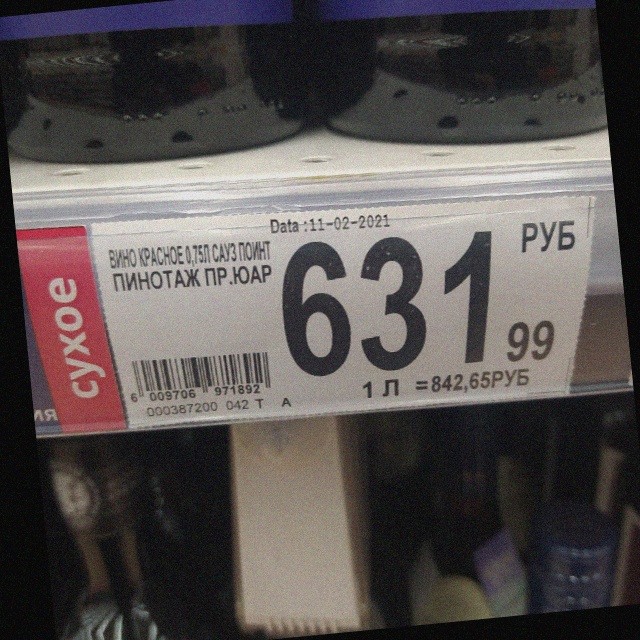 Data :11-02-2021
ВИНО КРАСНОЕ 0,75Л САУЗ ПОИНТ
ПИНОТАЖ ПР.ЮАР
631 99 РУБ
1 Л =842,65РУБ
6 009706 971892
000387200 042 Т А
сухое
ИЯ